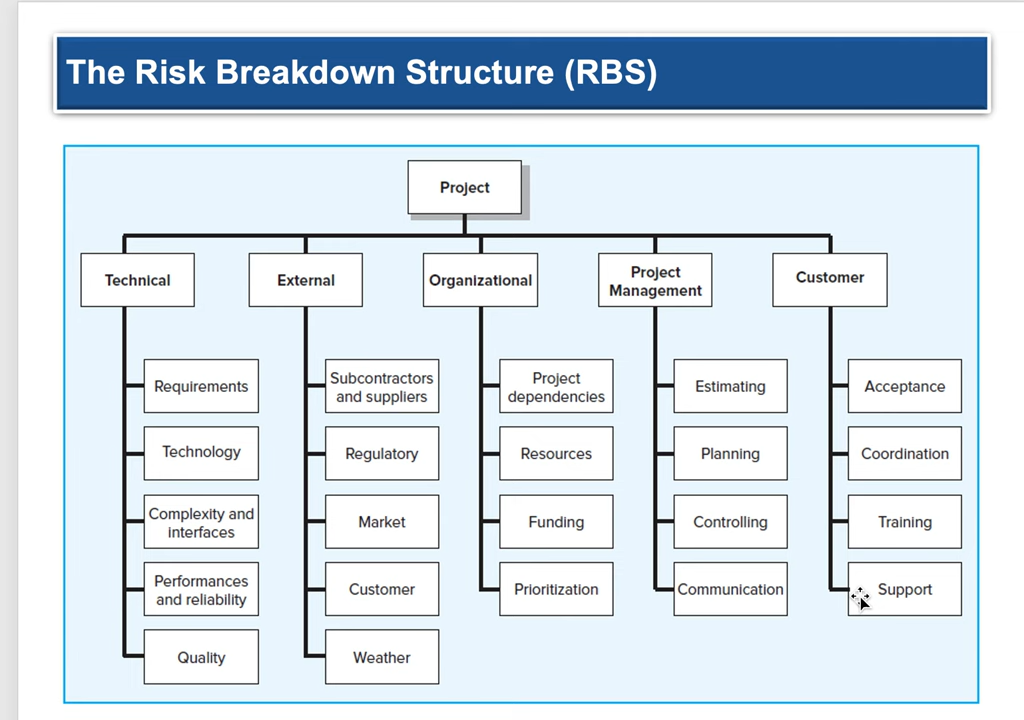 The Risk Breakdown Structure (RBS)
Project
Technical
External
Organizational
Project
Management
Customer
Requirements
Technology
Complexity and
interfaces
Performances
and reliability
Quality
Subcontractors
and suppliers
Regulatory
Market
Customer
Weather
Project
dependencies
Resources
Funding
Prioritization
Estimating
Planning
Controlling
Communication
Acceptance
Coordination
Training
Support